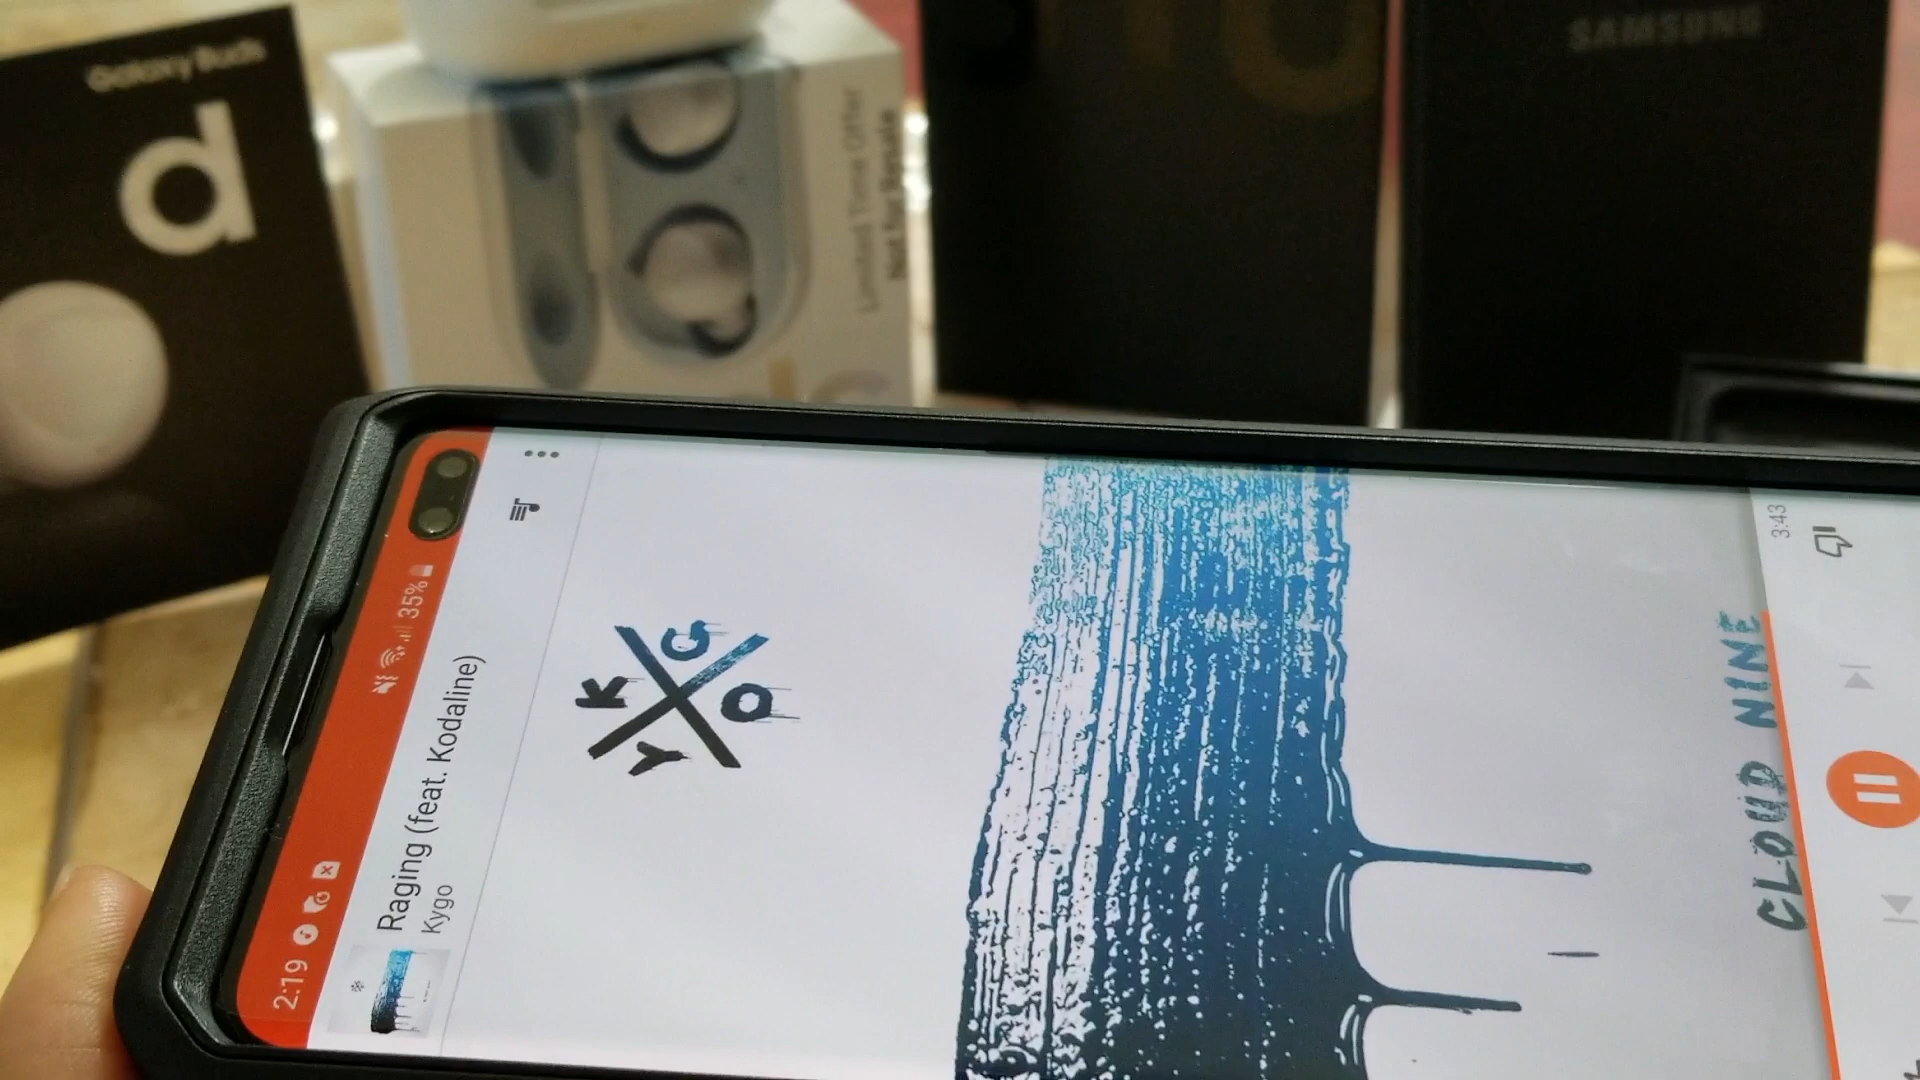 Galaxy Buds
d
Limited Time Offer
Not for Resale
10
SAMSUNG
2:19
35%
Raging (feat. Kodaline)
Kygo
KYGO
CLOUD NINE
3:43